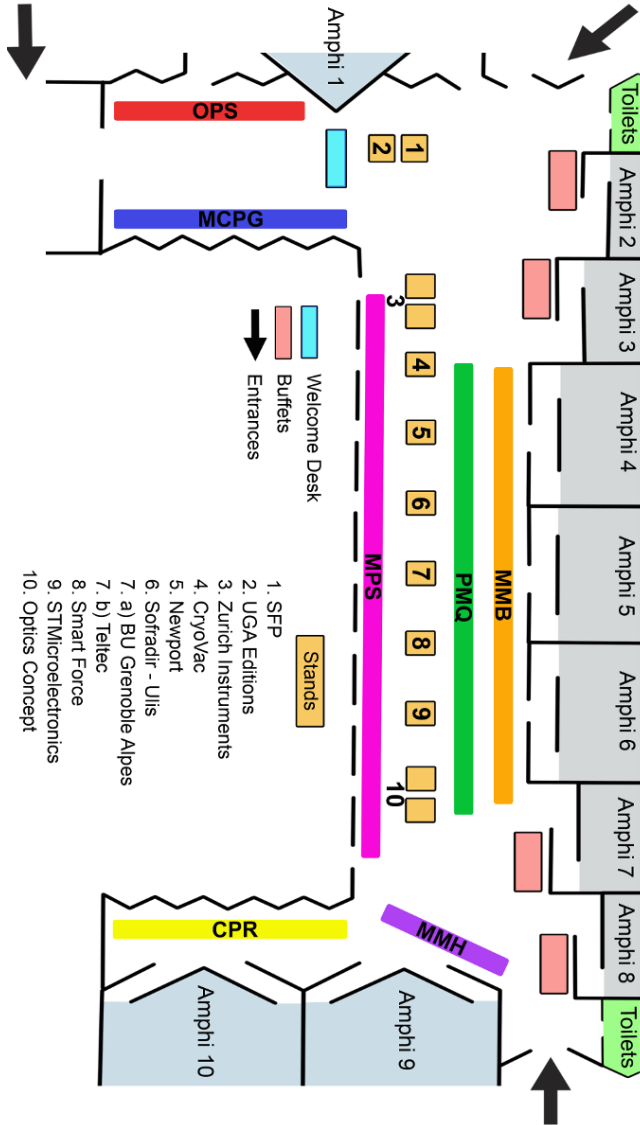 Amphi 1
Toilets
Amphi 2
Amphi 3
Amphi 4
Amphi 5
Amphi 6
Amphi 7
Amphi 8
Toilets
OPS
MCPG
1
2
3
4
5
6
7
8
9
10
MMB
PMQ
MPS
MMH
CPR
Amphi 9
Amphi 10
Welcome Desk
Buffets
Entrances
Stands
1. SFP
2. UGA Editions
3. Zurich Instruments
4. CryoVac
5. Newport
6. Sofradir - Ulis
7. a) BU Grenoble Alpes
7. b) Teltec
8. Smart Force
9. STMicroelectronics
10. Optios Concept